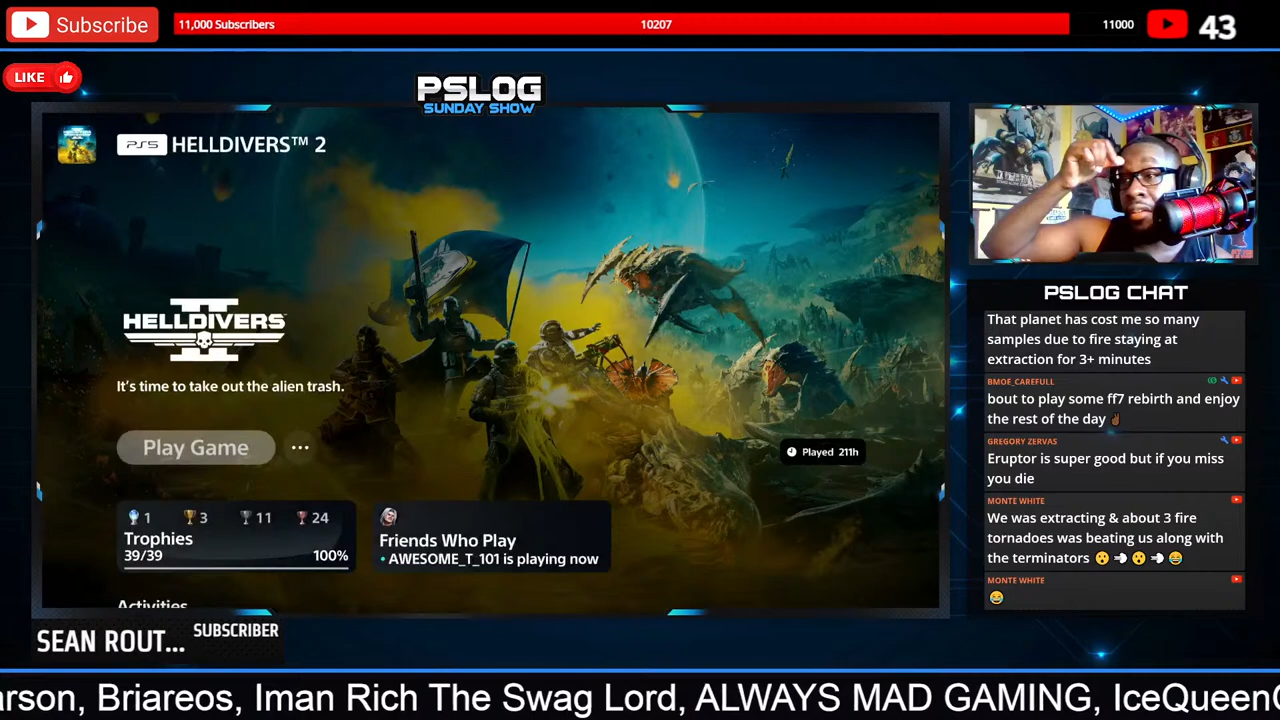 Subscribe
11,000 Subscribers
10207
11000
43
LIKE
PSLOG
SUNDAY SHOW
PS5 HELLDIVERS™ 2
HELLDIVERS
It's time to take out the alien trash.
Play Game
Played 211h
1 3 11 24
Trophies
39/39 100%
Friends Who Play
AWESOME_T_101 is playing now
Activities
PSLOG CHAT
That planet has cost me so many
samples due to fire staying at
extraction for 3+ minutes
BMOE_CAREFULL
bout to play some ff7 rebirth and enjoy
the rest of the day ✌🏿
GREGORY ZERVAS
Eruptor is super good but if you miss
you die
MONTE WHITE
We was extracting & about 3 fire
tornadoes was beating us along with
the terminators 😮💨😮💨😂
MONTE WHITE
😂
SEAN ROUT...
SUBSCRIBER
arson, Briareos, Iman Rich The Swag Lord, ALWAYS MAD GAMING, IceQueenG